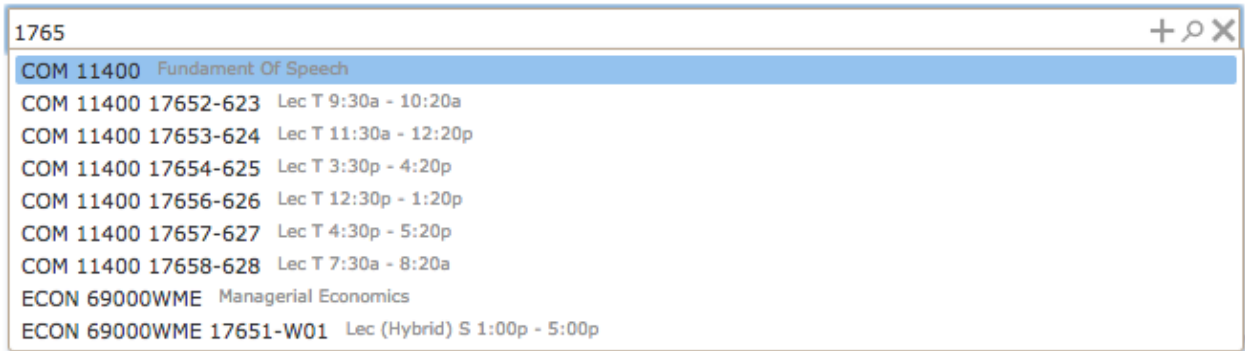 1765
COM 11400 Fundament Of Speech
COM 11400 17652-623 Lec T 9:30a - 10:20a
COM 11400 17653-624 Lec T 11:30a - 12:20p
COM 11400 17654-625 Lec T 3:30p - 4:20p
COM 11400 17656-626 Lec T 12:30p - 1:20p
COM 11400 17657-627 Lec T 4:30p - 5:20p
COM 11400 17658-628 Lec T 7:30a - 8:20a
ECON 69000WME Managerial Economics
ECON 69000WME 17651-W01 Lec (Hybrid) S 1:00p - 5:00p